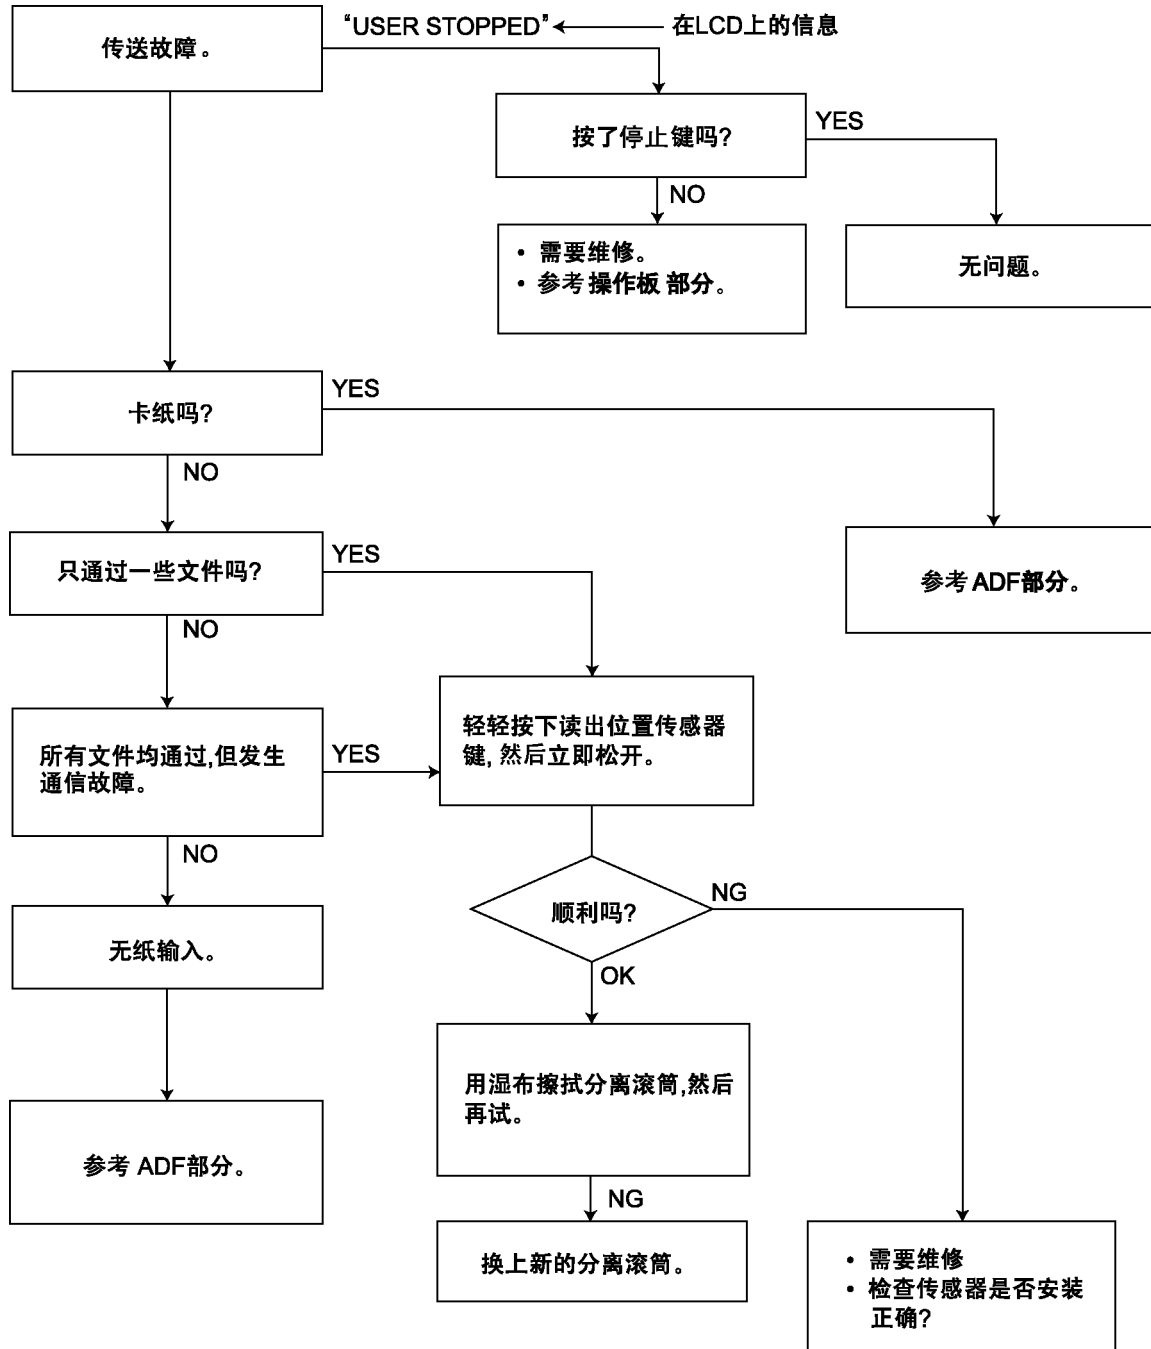 传送故障。
“USER STOPPED”
在LCD上的信息
按了停止键吗?
YES
NO
• 需要维修。
• 参考 操作板 部分。
无问题。
卡纸吗?
YES
NO
参考 ADF部分。
只通过一些文件吗?
YES
NO
所有文件均通过,但发生
通信故障。
YES
NO
轻轻按下读出位置传感器
键, 然后立即松开。
顺利吗?
NG
OK
无纸输入。
用湿布擦拭分离滚筒,然后
再试。
NG
参考 ADF部分。
换上新的分离滚筒。
• 需要维修
• 检查传感器是否安装
正确?